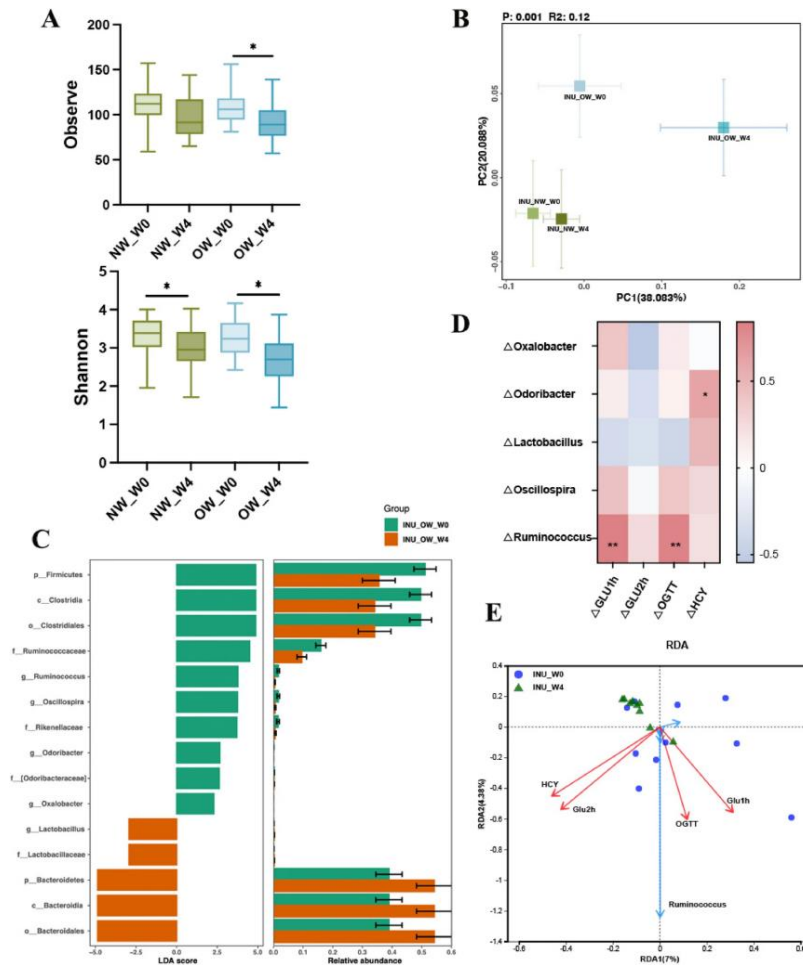 A
Observe
200
150
100
50
0
*
NW_W0
NW_W4
OW_W0
OW_W4
Shannon
5
4
3
2
1
0
*
*
NW_W0
NW_W4
OW_W0
OW_W4
B
P: 0.001 R2: 0.12
PC2(20.088%)
0.05
0.00
-0.05
INU_OW_W0
INU_OW_W4
INU_NW_W0
INU_NW_W4
-0.1
0.0
0.1
0.2
PC1(38.083%)
C
Group
INU_OW_W0
INU_OW_W4
p__Firmicutes
c__Clostridia
o__Clostridiales
f__Ruminococcaceae
g__Ruminococcus
g__Oscillospira
f__Rikenellaceae
g__Odoribacter
f__[Odoribacteraceae]
g__Oxalobacter
g__Lactobacillus
f__Lactobacillaceae
p__Bacteroidetes
c__Bacteroidia
o__Bacteroidales
-5.0
-2.5
0.0
2.5
5.0
LDA score
0.0
0.1
0.2
0.3
0.4
0.5
0.6
Relative abundance
D
△Oxalobacter
△Odoribacter
△Lactobacillus
△Oscillospira
△Ruminococcus
*
**
**
△GLU1h
△GLU2h
△OGTT
△HCY
0.5
0
-0.5
E
RDA
INU_W0
INU_W4
RDA2(4.38%)
0.4
0.2
0
-0.2
-0.4
-0.6
-0.8
-1
-1.2
-1.4
HCY
Glu2h
OGTT
Glu1h
Ruminococcus
-0.6
-0.4
-0.2
0
0.2
0.4
0.6
RDA1(7%)